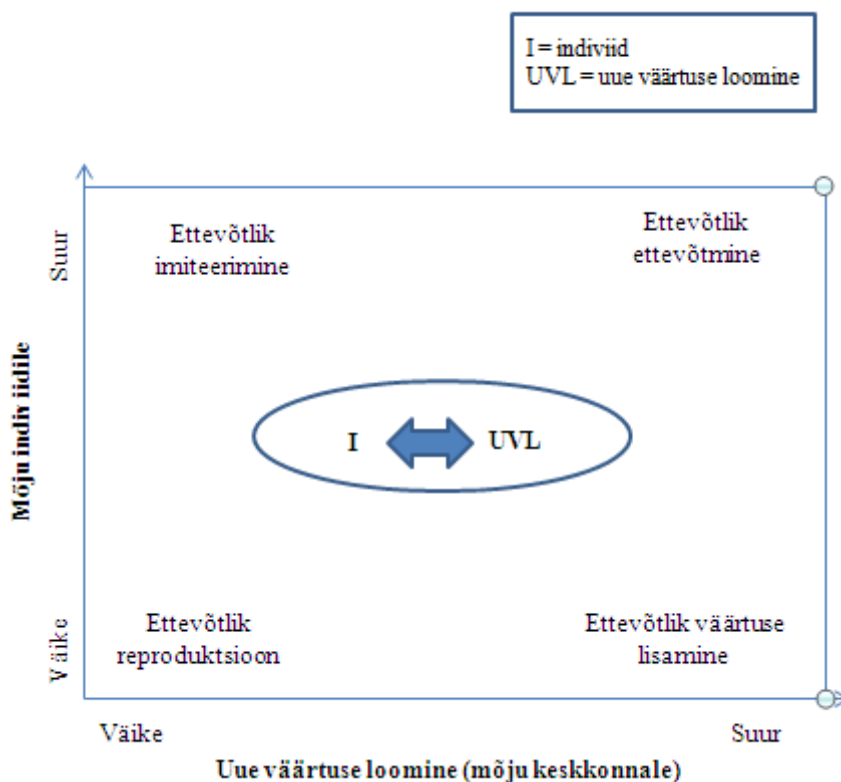 I = indiviid
UVL = uue väärtuse loomine
Suur
Ettevõtlik
imiteerimine
Ettevõtlik
ettevõtmine
Mõju indiviidile
I
UVL
Väike
Ettevõtlik
reproduktsioon
Ettevõtlik väärtuse
lisamine
Väike
Suur
Uue väärtuse loomine (mõju keskkonnale)